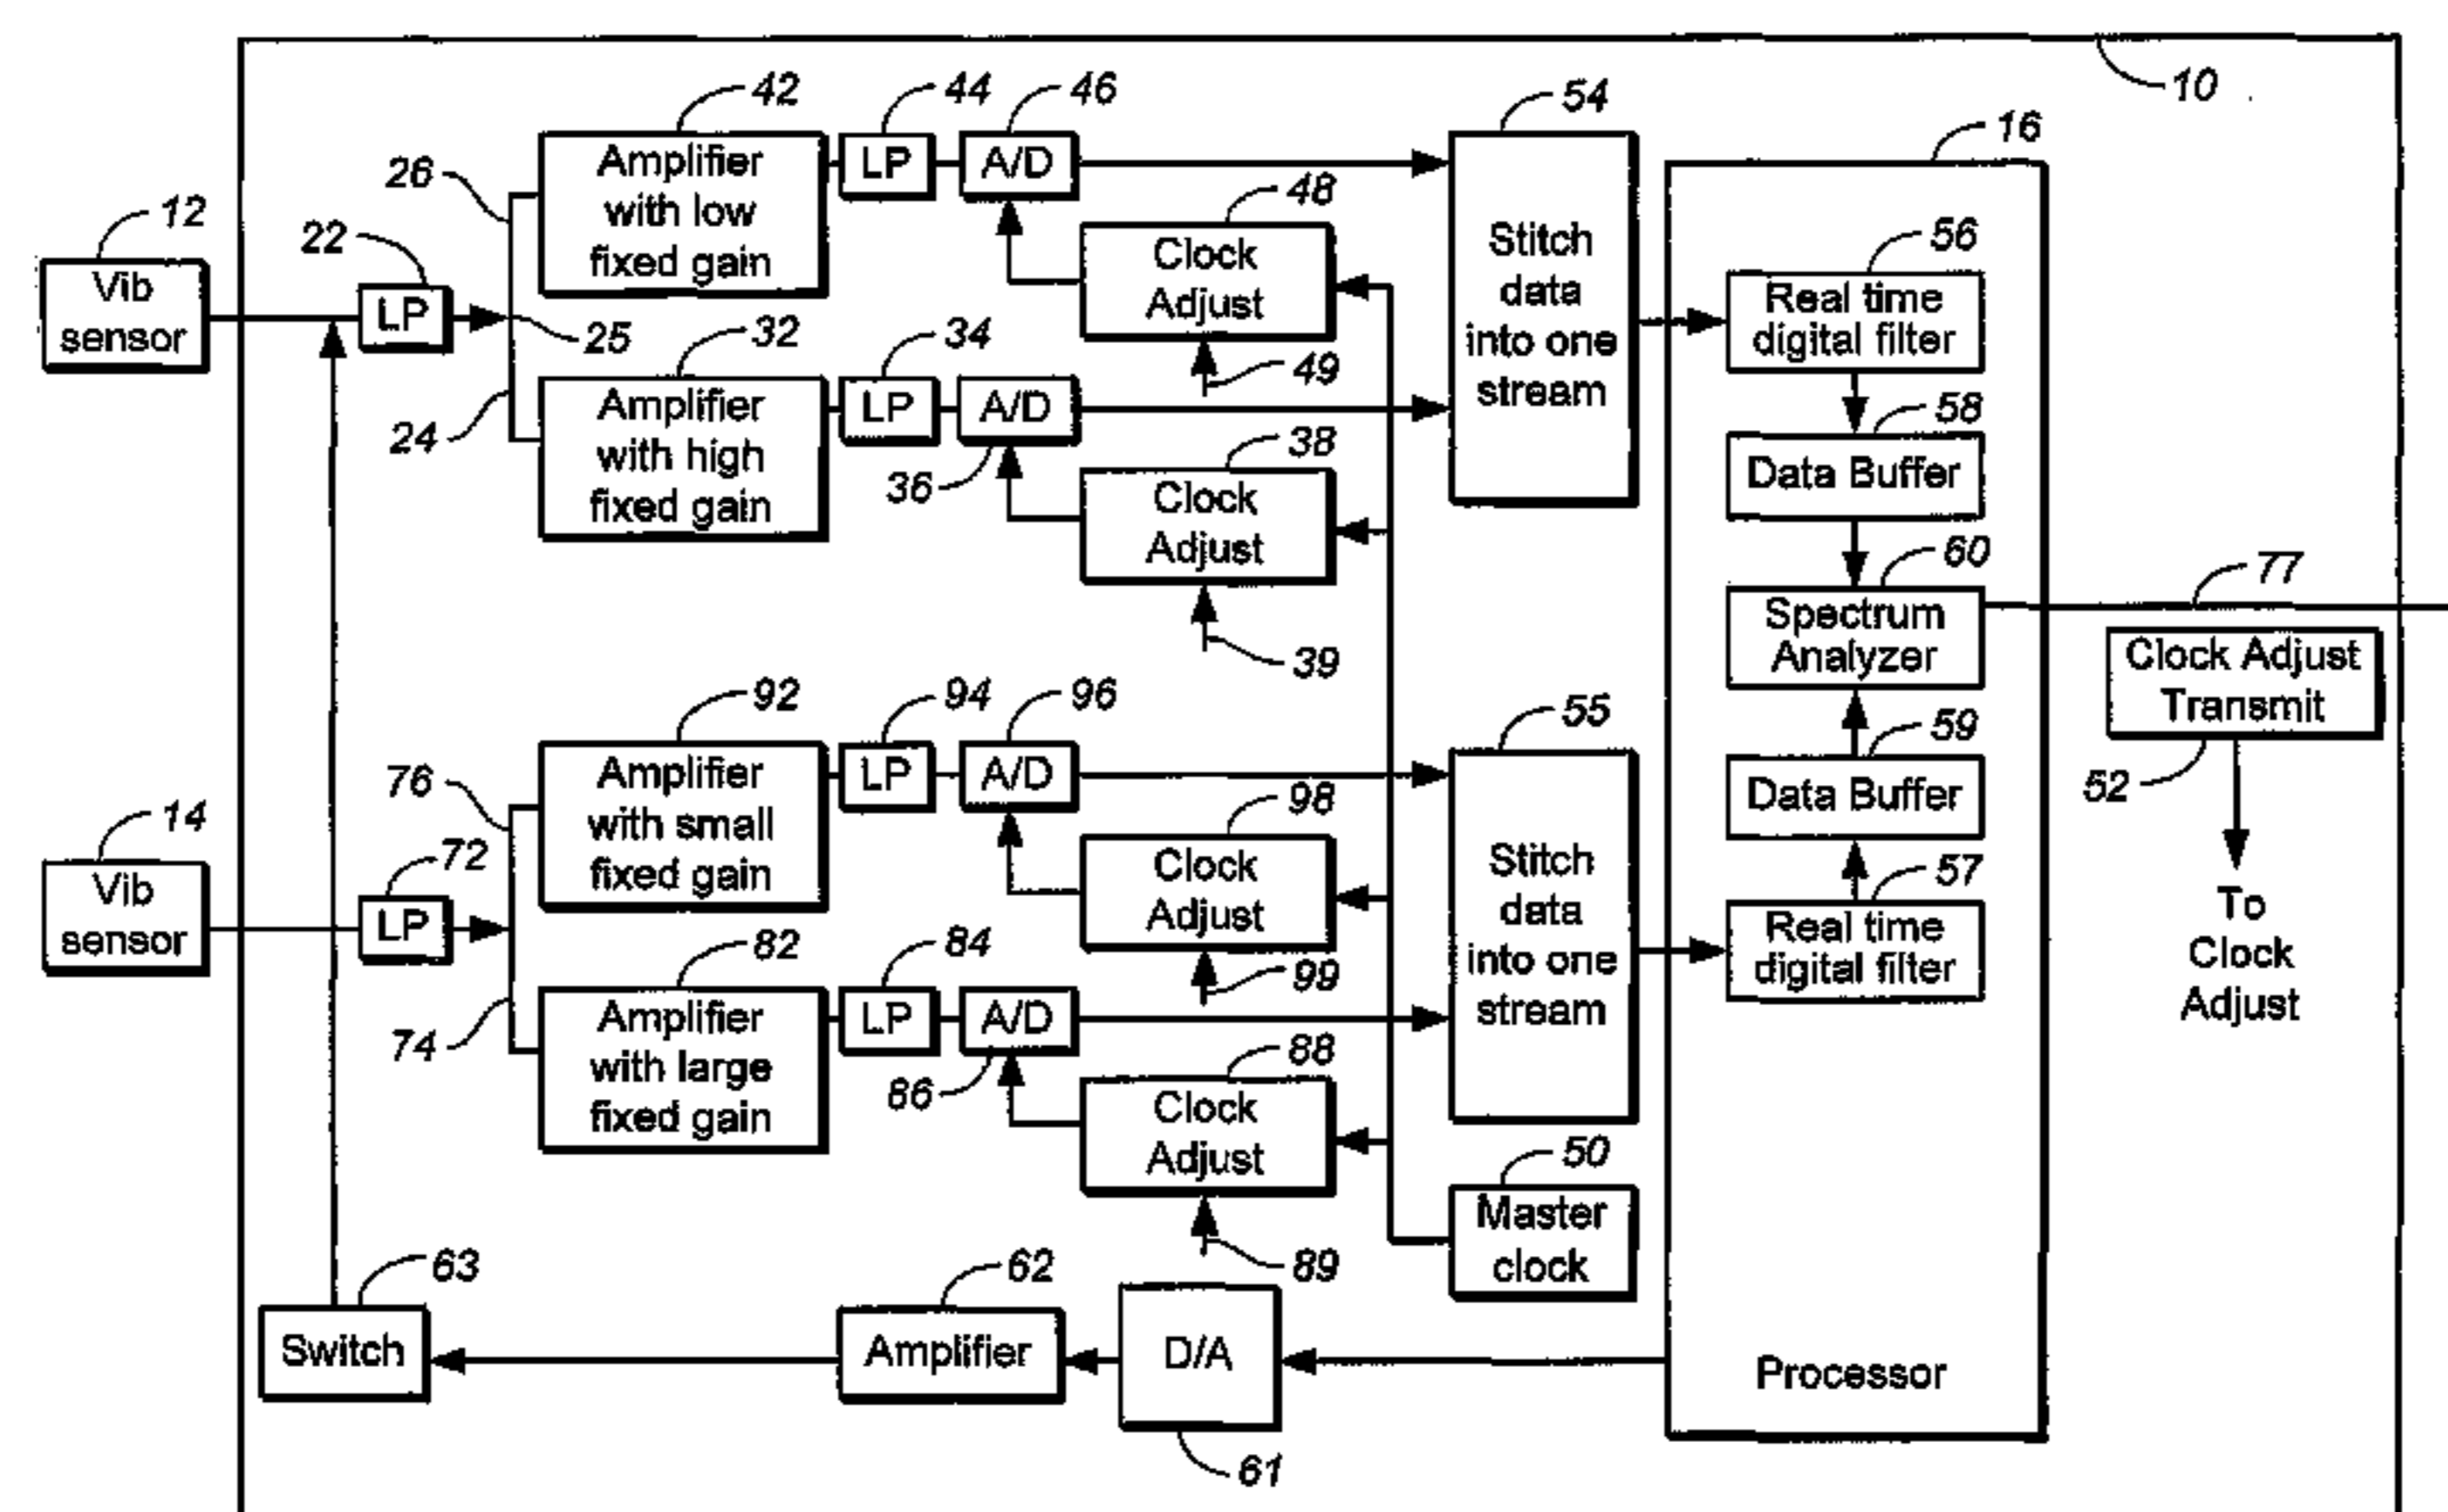 10
42
44
46
54
16
26
Amplifier
with low
fixed gain
LP
A/D
48
Clock
Adjust
49
Stitch
data
into one
stream
56
Real time
digital filter
12
Vib
sensor
22
LP
25
24
32
Amplifier
with high
fixed gain
34
LP
A/D
36
38
Clock
Adjust
39
58
Data Buffer
60
Spectrum
Analyzer
77
Clock Adjust
Transmit
52
To
Clock
Adjust
59
Data Buffer
57
Real time
digital filter
92
94
96
55
76
Amplifier
with small
fixed gain
LP
A/D
98
Clock
Adjust
99
Stitch
data
into one
stream
14
Vib
sensor
72
LP
74
82
Amplifier
with large
fixed gain
84
LP
A/D
86
88
Clock
Adjust
89
50
Master
clock
63
Switch
62
Amplifier
D/A
61
Processor